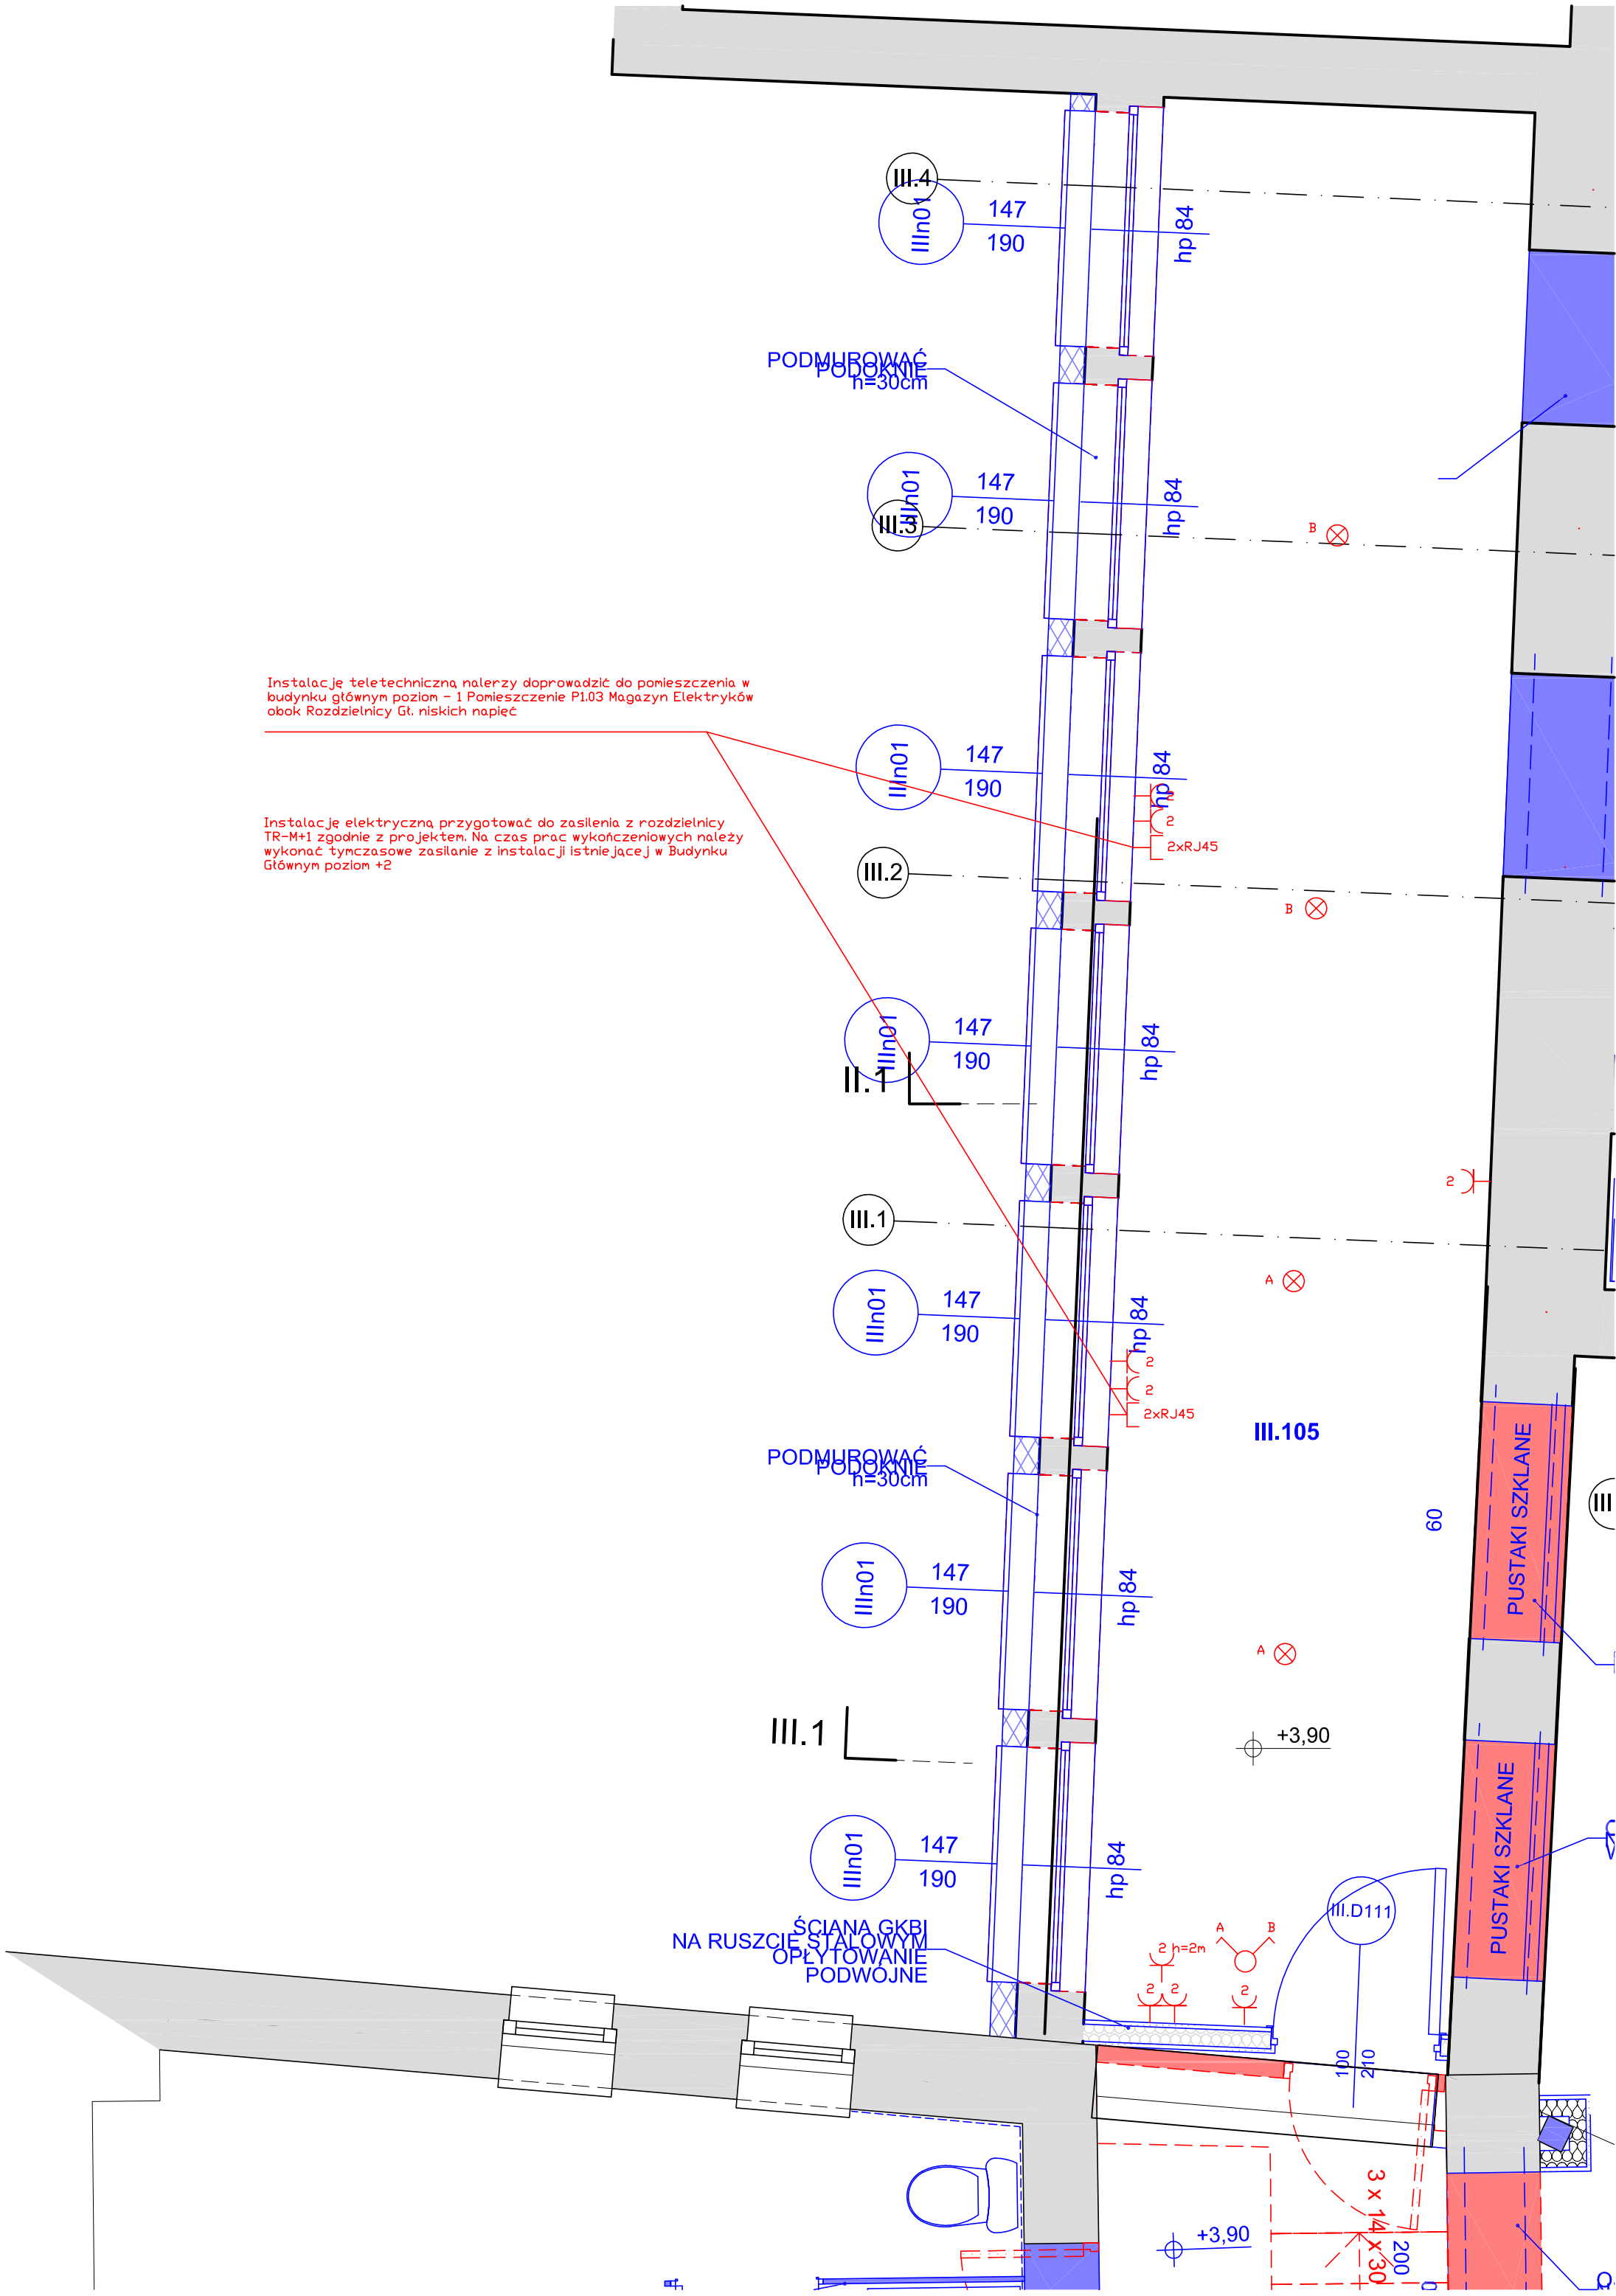 III.4
IIIn01
147
190
hp 84
PODMUROWAĆ
PODOKNIE
h=30cm
IIIn01
147
190
hp 84
III.3
B
Instalację teletechniczną nalerzy doprowadzić do pomieszczenia w
budynku głównym poziom - 1 Pomieszczenie P1.03 Magazyn Elektryków
obok Rozdzielnicy Gł. niskich napięć
IIIn01
147
190
hp 84
2
2
2xRJ45
Instalację elektryczną przygotować do zasilenia z rozdzielnicy
TR-M+1 zgodnie z projektem. Na czas prac wykończeniowych należy
wykonać tymczasowe zasilanie z instalacji istniejącej w Budynku
Głównym poziom +2
III.2
B
IIIn01
147
190
hp 84
II.1
2
III.1
A
IIIn01
147
190
hp 84
2
2
2xRJ45
III.105
PUSTAKI SZKLANE
60
III
PODMUROWAĆ
PODOKNIE
h=30cm
IIIn01
147
190
hp 84
A
III.1
+3,90
PUSTAKI SZKLANE
IIIn01
147
190
hp 84
III.D111
100
210
ŚCIANA GKBI
NA RUSZCIE STALOWYM
OPŁYTOWANIE
PODWÓJNE
A
B
2 h=2m
2
2
2
3 x 14 x 30
200
+3,90